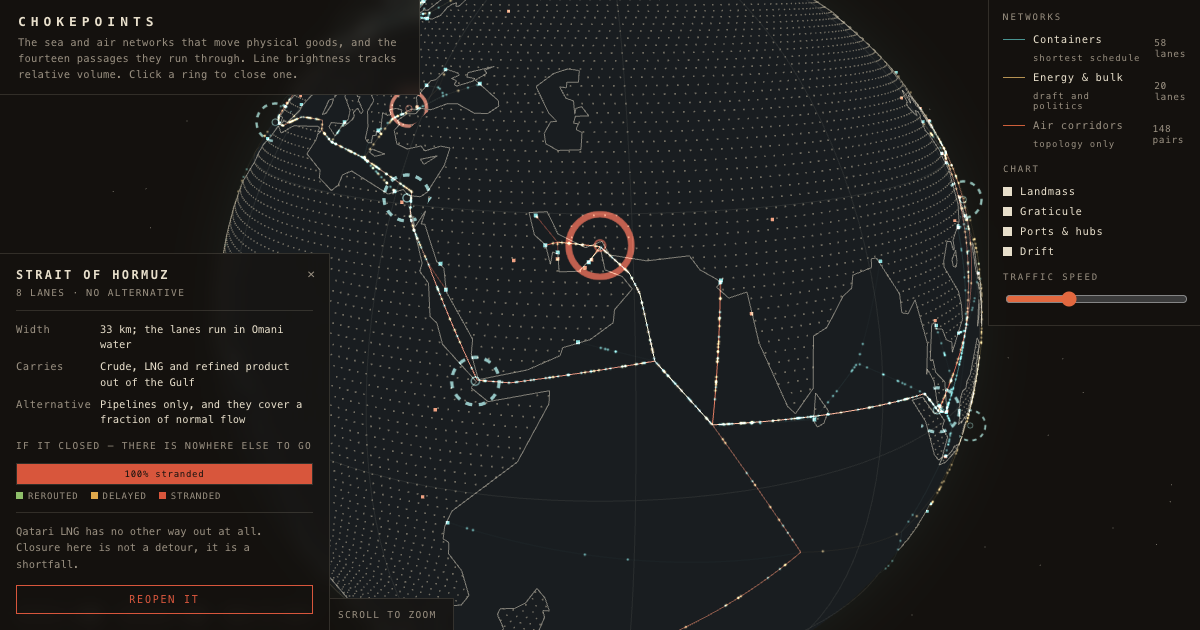 CHOKEPOINTS
The sea and air networks that move physical goods, and the
fourteen passages they run through. Line brightness tracks
relative volume. Click a ring to close one.
STRAIT OF HORMUZ ×
8 LANES · NO ALTERNATIVE
Width 33 km; the lanes run in Omani
water
Carries Crude, LNG and refined product
out of the Gulf
Alternative Pipelines only, and they cover a
fraction of normal flow
IF IT CLOSED — THERE IS NOWHERE ELSE TO GO
100% stranded
REROUTED DELAYED STRANDED
Qatari LNG has no other way out at all.
Closure here is not a detour, it is a
shortfall.
REOPEN IT
SCROLL TO ZOOM
NETWORKS
Containers 58
lanes
shortest schedule
Energy & bulk 20
lanes
draft and
politics
Air corridors 148
pairs
topology only
CHART
Landmass
Graticule
Ports & hubs
Drift
TRAFFIC SPEED